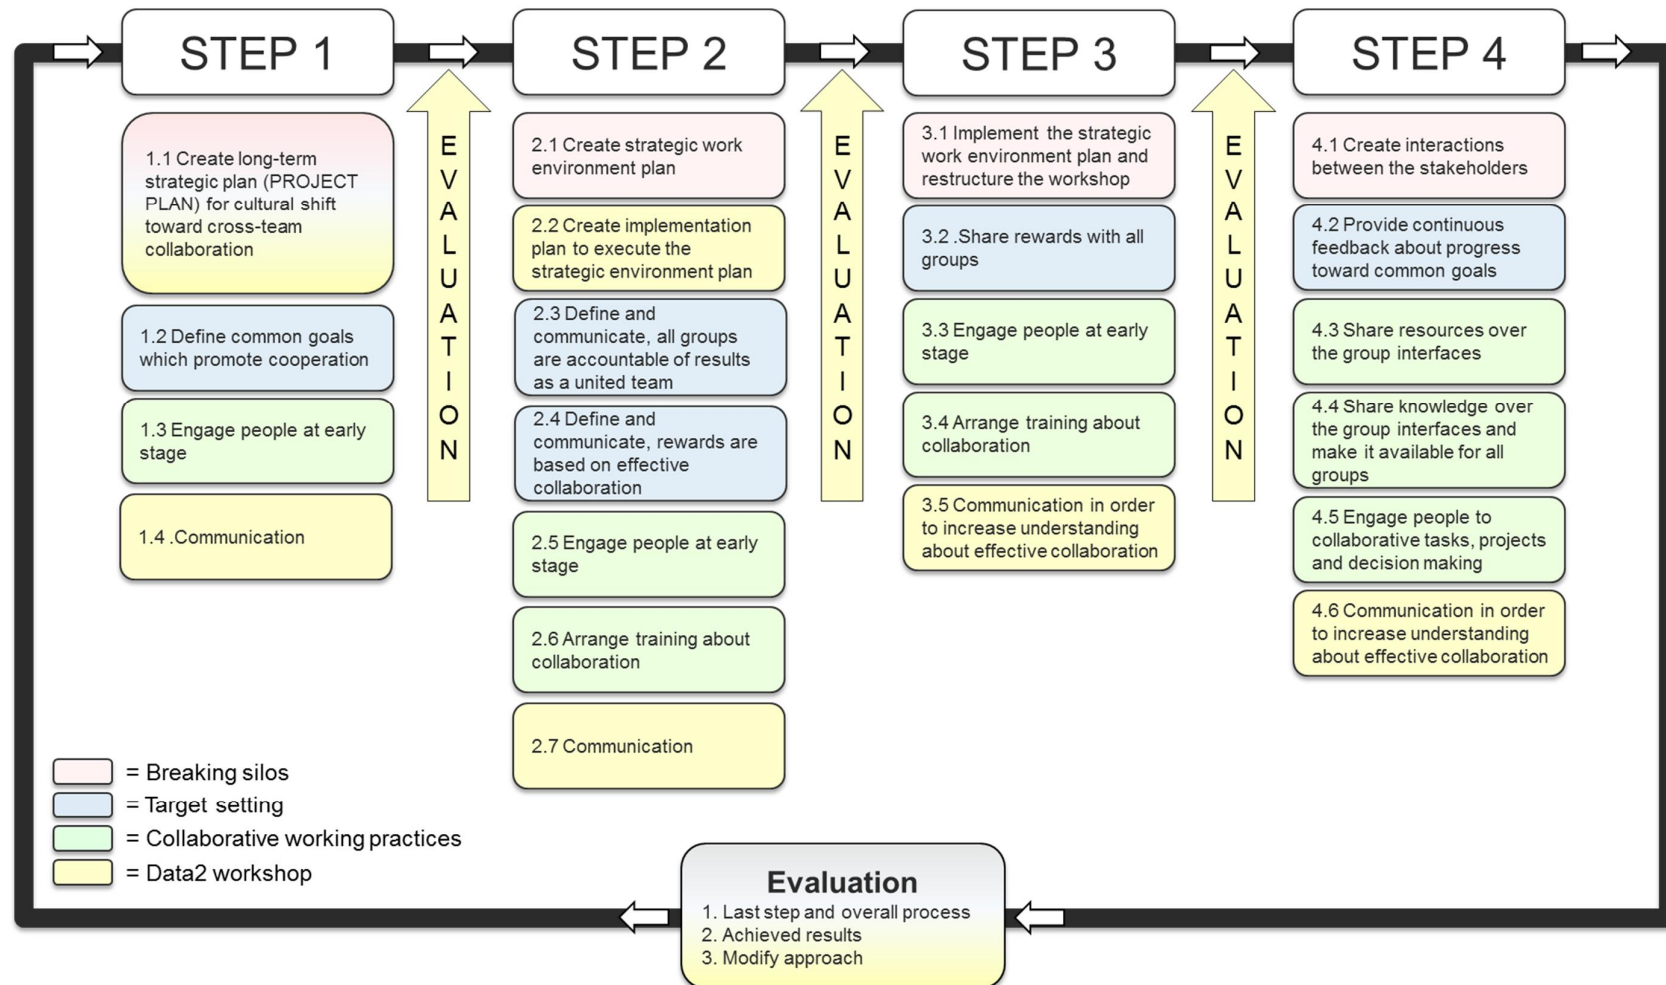 STEP 1
1.1 Create long-term
strategic plan (PROJECT
PLAN) for cultural shift
toward cross-team
collaboration
1.2 Define common goals
which promote cooperation
1.3 Engage people at early
stage
1.4 .Communication
EVALUATION
STEP 2
2.1 Create strategic work
environment plan
2.2 Create implementation
plan to execute the
strategic environment plan
2.3 Define and
communicate, all groups
are accountable of results
as a united team
2.4 Define and
communicate, rewards are
based on effective
collaboration
2.5 Engage people at early
stage
2.6 Arrange training about
collaboration
2.7 Communication
EVALUATION
STEP 3
3.1 Implement the strategic
work environment plan and
restructure the workshop
3.2 .Share rewards with all
groups
3.3 Engage people at early
stage
3.4 Arrange training about
collaboration
3.5 Communication in order
to increase understanding
about effective collaboration
EVALUATION
STEP 4
4.1 Create interactions
between the stakeholders
4.2 Provide continuous
feedback about progress
toward common goals
4.3 Share resources over
the group interfaces
4.4 Share knowledge over
the group interfaces and
make it available for all
groups
4.5 Engage people to
collaborative tasks, projects
and decision making
4.6 Communication in order
to increase understanding
about effective collaboration
= Breaking silos
= Target setting
= Collaborative working practices
= Data2 workshop
Evaluation
1. Last step and overall process
2. Achieved results
3. Modify approach